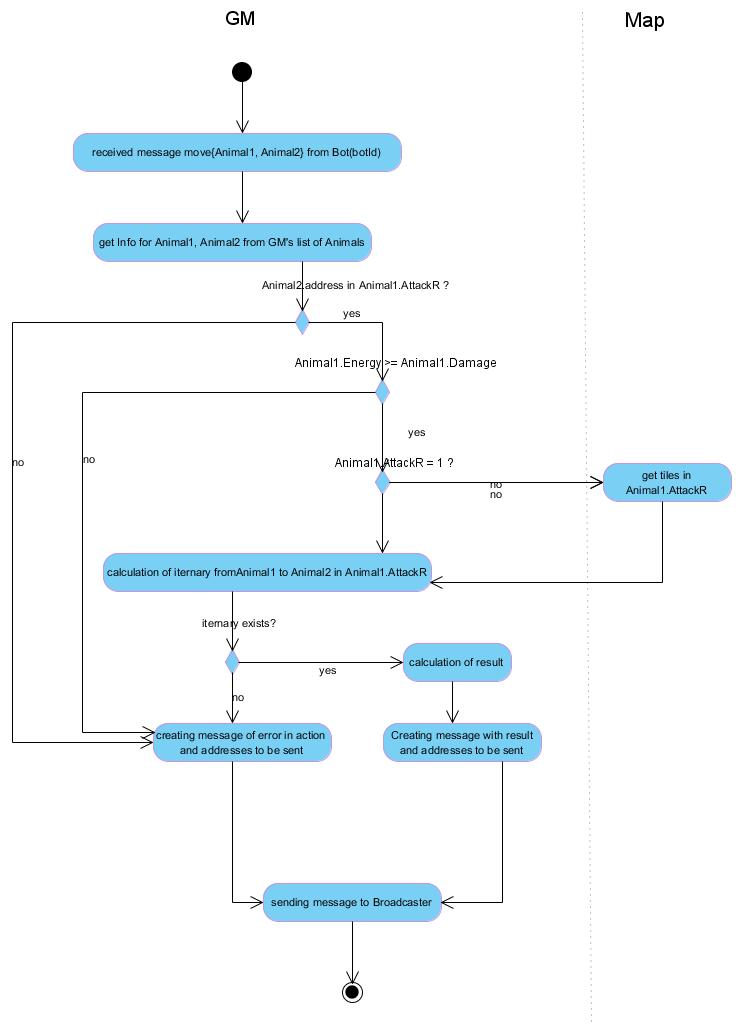 GM
Map
received message move{Animal1, Animal2} from Bot(botId)
get Info for Animal1, Animal2 from GM's list of Animals
Animal2.address in Animal1.AttackR ?
yes
Animal1.Energy >= Animal1.Damage
yes
no
no
Animal1.AttackR = 1 ?
no
no
get tiles in
Animal1.AttackR
calculation of iternary fromAnimal1 to Animal2 in Animal1.AttackR
iternary exists?
yes
calculation of result
no
creating message of error in action
and addresses to be sent
Creating message with result
and addresses to be sent
sending message to Broadcaster